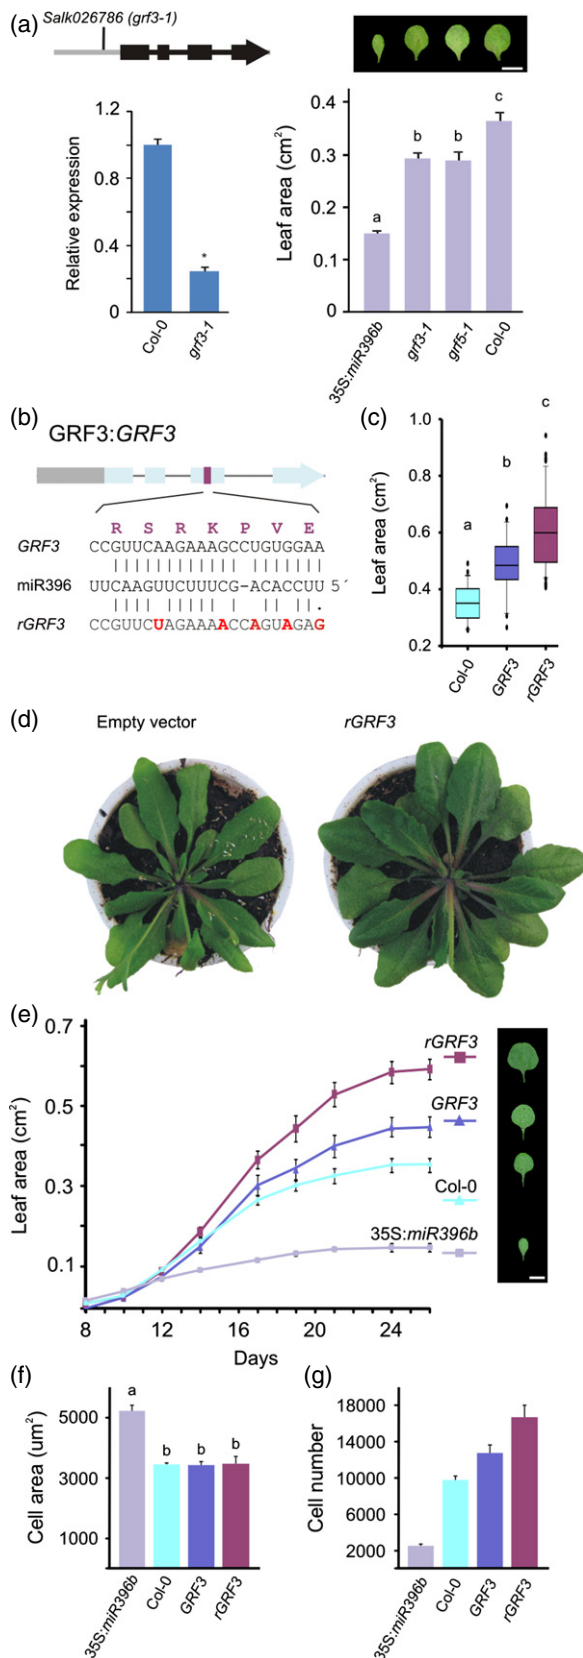 (a)
Salk026786 (grf3-1)
Relative expression
1.2
0.8
0.4
0
*
Col-0
grf3-1
Leaf area (cm²)
0.4
0.3
0.2
0.1
0
a
b
b
c
35S:miR396b
grf3-1
grf5-1
Col-0
(b)
GRF3:GRF3
R S R K P V E
GRF3 CCGUUCAAGAAAGCCUGUGGAA
miR396 UUCAAGUUCUUUCG-ACACCUU 5´
rGRF3 CCGUUCUAGAAAACCAGUAGAG
(c)
Leaf area (cm²)
1.0
0.8
0.6
0.4
0.2
a
b
c
Col-0
GRF3
rGRF3
(d)
Empty vector
rGRF3
(e)
Leaf area (cm²)
0.7
0.5
0.3
0.1
8 12 16 20 24
Days
rGRF3
GRF3
Col-0
35S:miR396b
(f)
Cell area (um²)
5000
3000
1000
a
b
b
b
35S:miR396b
Col-0
GRF3
rGRF3
(g)
Cell number
18000
14000
10000
6000
2000
35S:miR396b
Col-0
GRF3
rGRF3